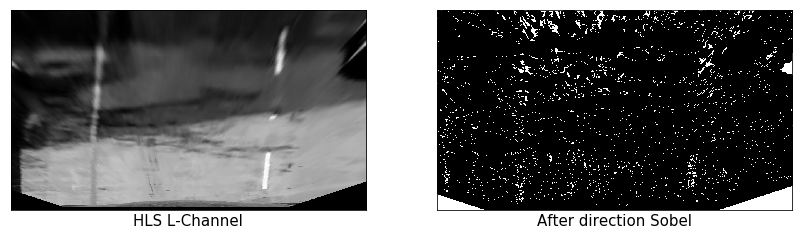 HLS L-Channel
After direction Sobel